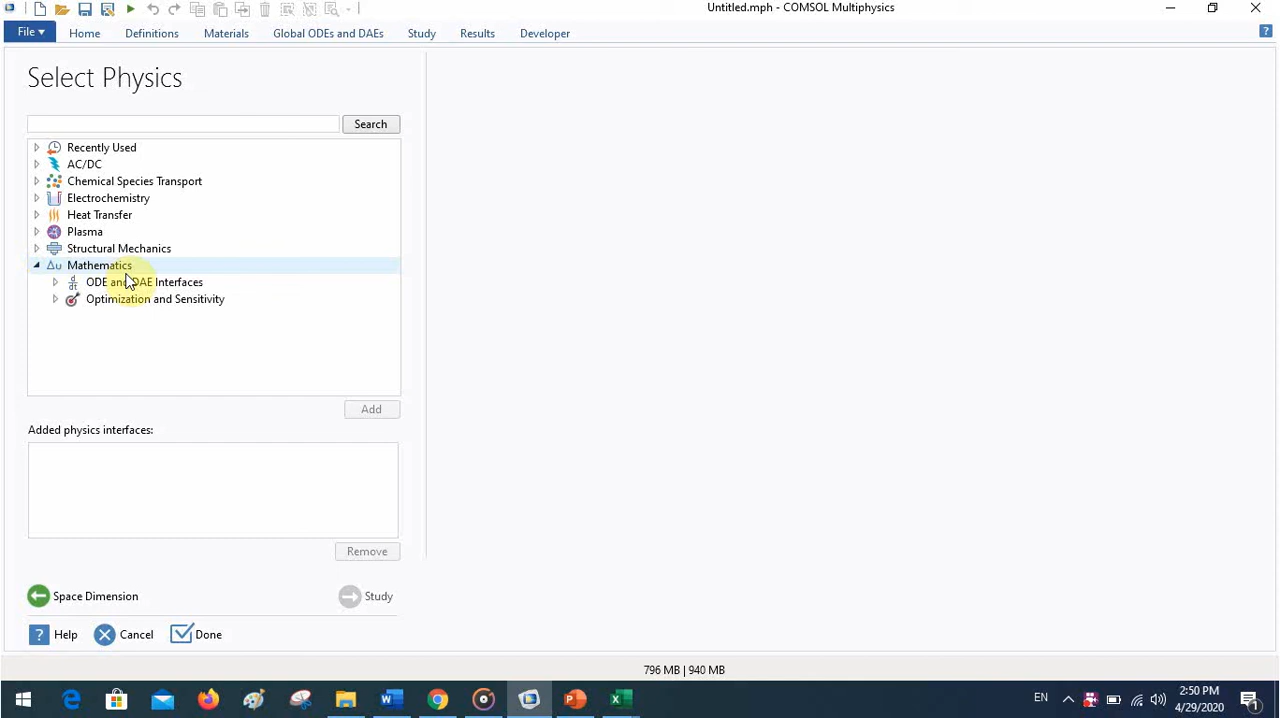 Untitled.mph - COMSOL Multiphysics
File Home Definitions Materials Global ODEs and DAEs Study Results Developer
Select Physics
Search
Recently Used
AC/DC
Chemical Species Transport
Electrochemistry
Heat Transfer
Plasma
Structural Mechanics
Δu Mathematics
ODE and DAE Interfaces
Optimization and Sensitivity
Add
Added physics interfaces:
Remove
Space Dimension Study
Help Cancel Done
796 MB | 940 MB
EN 2:50 PM
4/29/2020